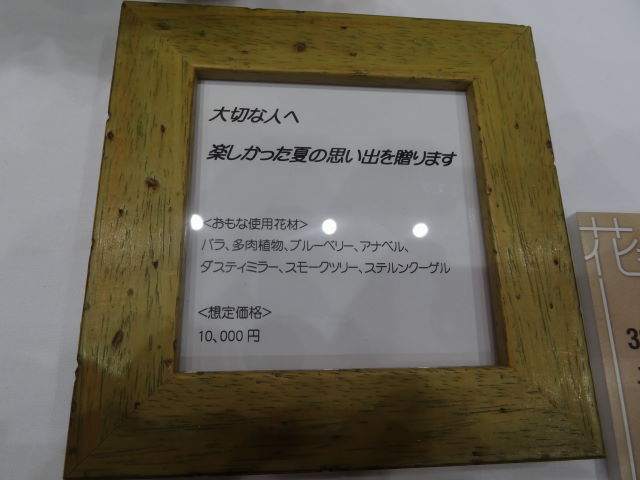 大切な人へ
楽しかった夏の思い出を贈ります
<おもな使用花材>
バラ、多肉植物、ブルーベリー、アナベル、
ダスティミラー、スモークツリー、ステルンクーゲル
<想定価格>
10、000円
花
3